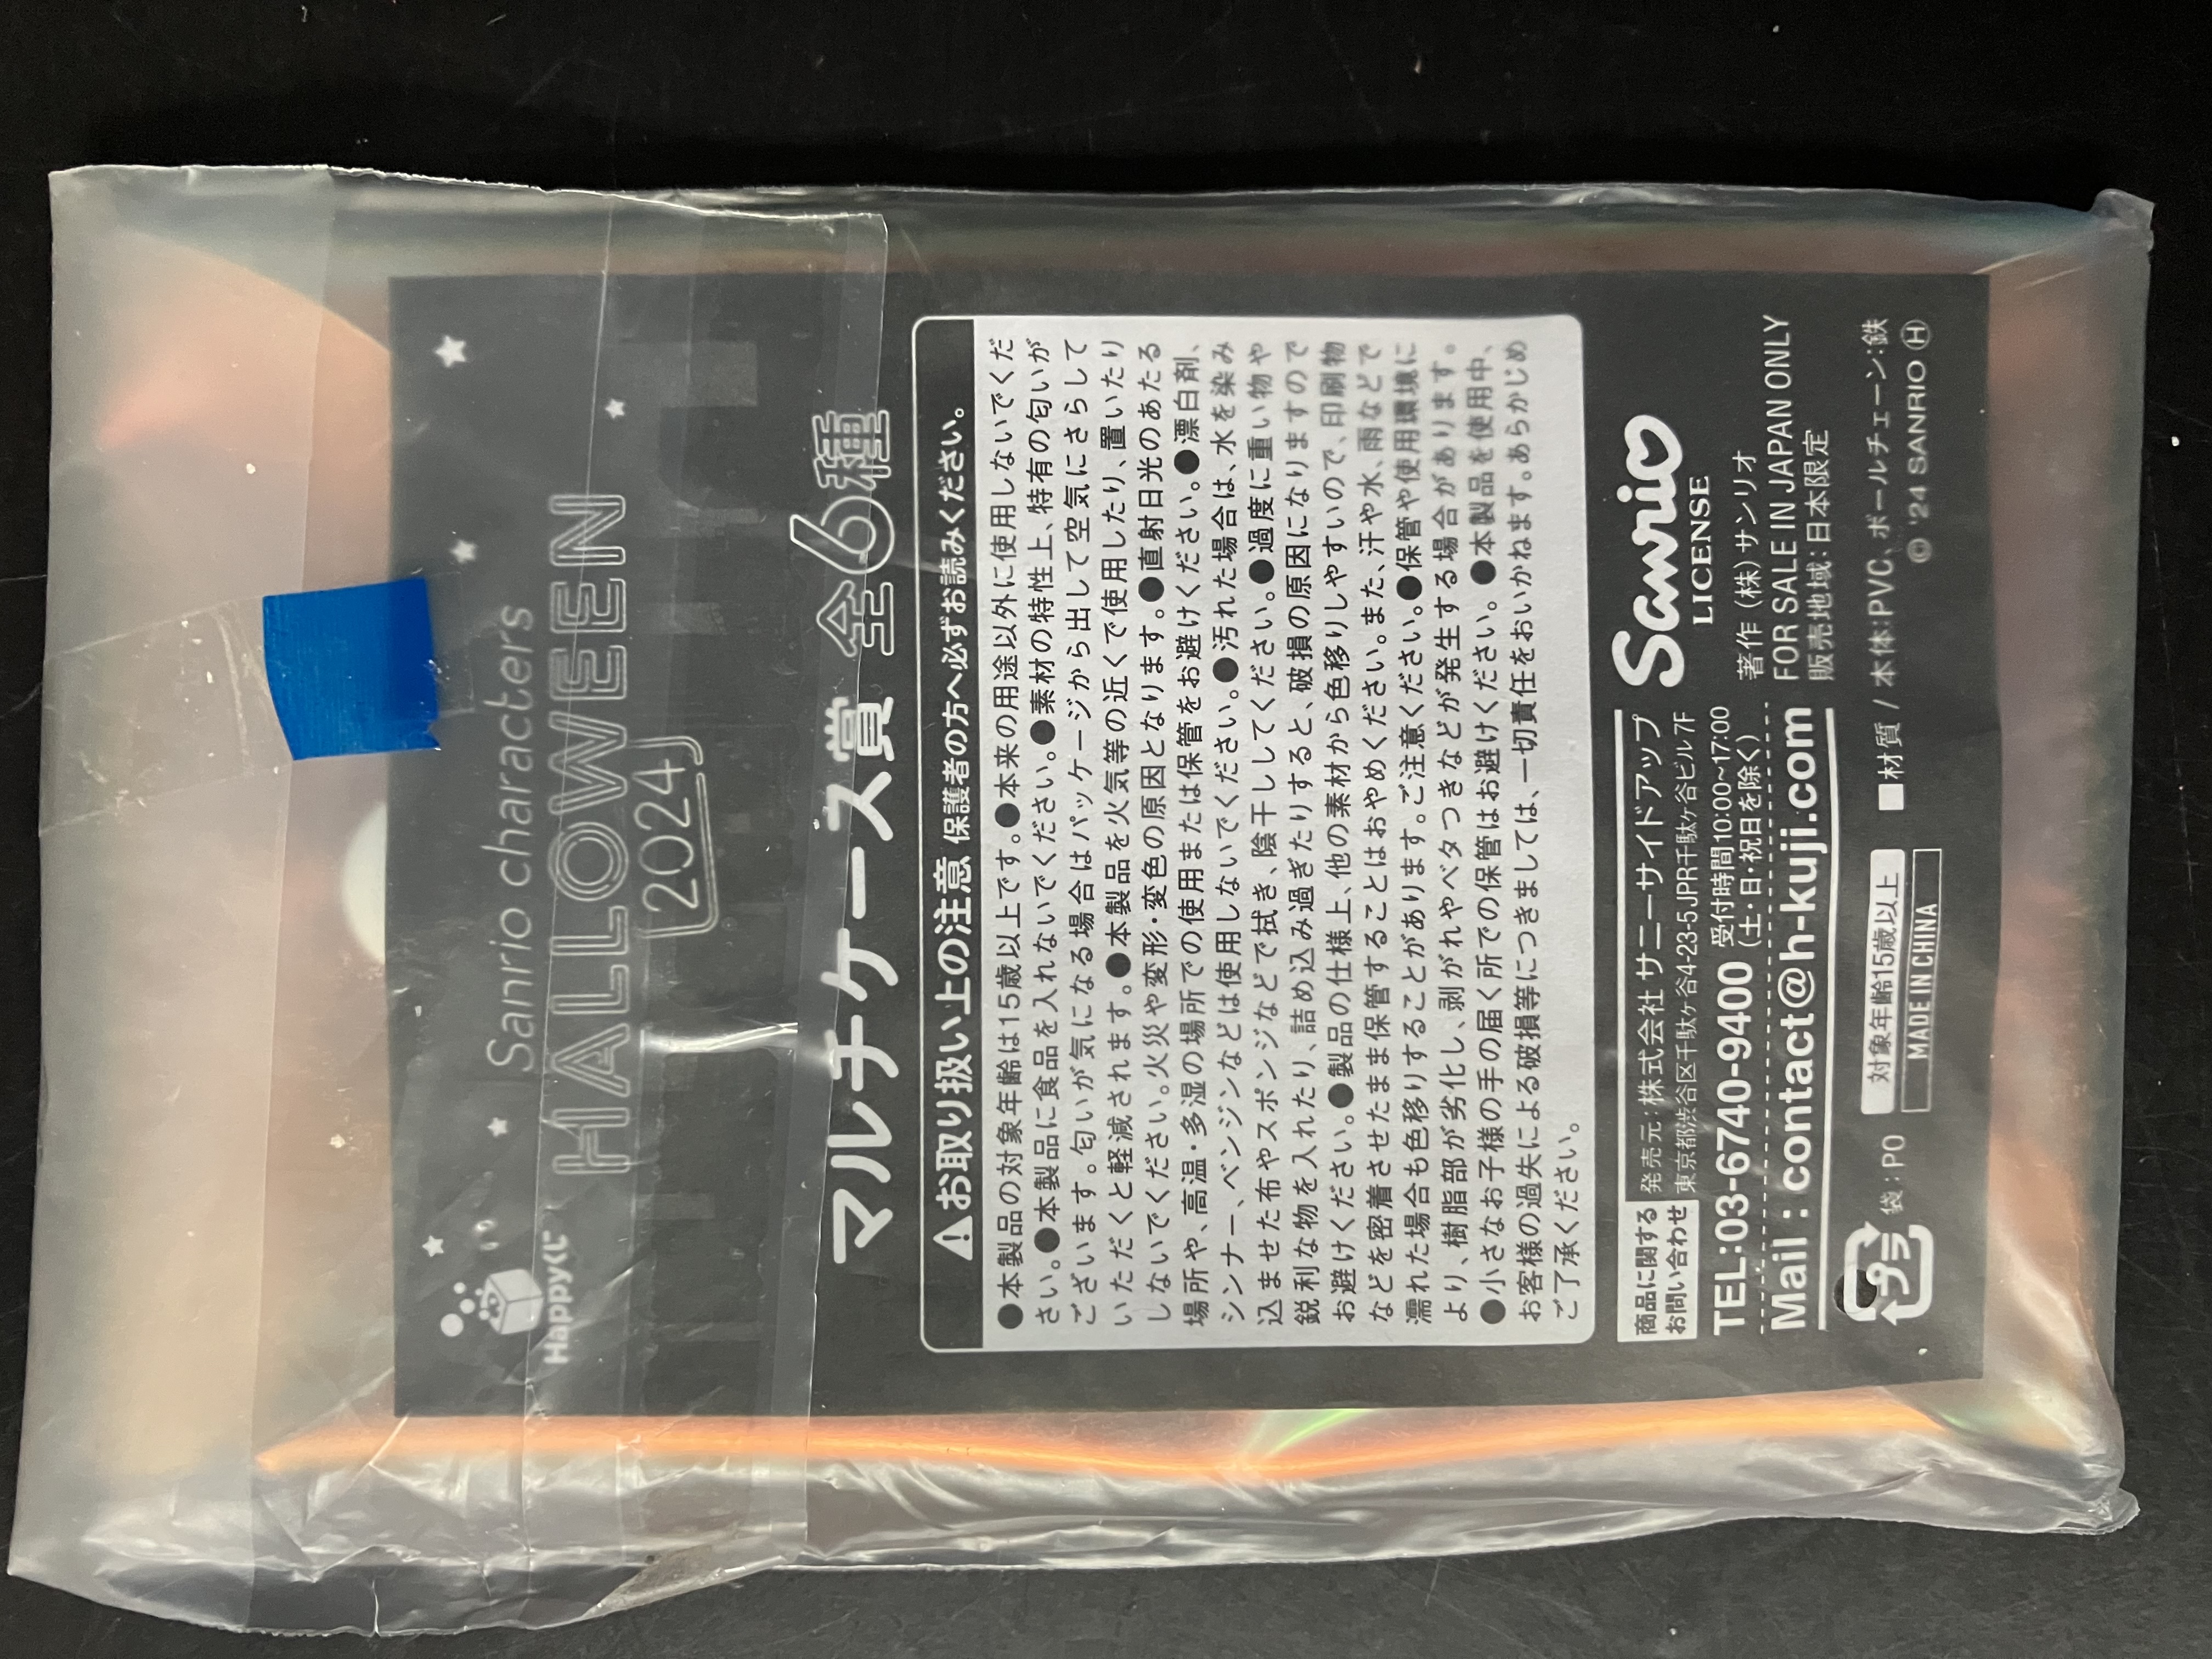 Happyくじ
Sanrio characters
HALLOWEEN
2024
マルチケース賞 全6種
お取り扱い上の注意 保護者の方へ必ずお読みください。
●本製品の対象年齢は15歳以上です。●本来の用途以外に使用しないでくだ
さい。●本製品に食品を入れないでください。●素材の特性上、特有の匂いが
ございます。匂いが気になる場合はパッケージから出して空気にさらして
いただくと軽減されます。●本製品を火気等の近くで使用したり、置いたり
しないでください。火災や変形・変色の原因となります。●直射日光のあたる
場所や、高温・多湿の場所での使用または保管をお避けください。●漂白剤、
シンナー、ベンジンなどは使用しないでください。●汚れた場合は、水を染み
込ませた布やスポンジなどで拭き、陰干ししてください。●過度に重い物や
鋭利な物を入れたり、詰め込み過ぎたりすると、破損の原因になりますので
お避けください。●製品の仕様上、他の素材から色移りしやすいので、印刷物
などを密着させたまま保管することはおやめください。また、汗や水、雨などで
濡れた場合も色移りすることがあります。ご注意ください。●保管や使用環境に
より、樹脂部が劣化し、剥がれやベタつきなどが発生する場合があります。
●小さなお子様の手の届く所での保管はお避けください。●本製品を使用中、
お客様の過失による破損等につきましては、一切責任をおいかねます。あらかじめ
ご了承ください。
商品に関する
お問い合わせ
発売元:株式会社 サニーサイドアップ
東京都渋谷区千駄ヶ谷4-23-5 JPR千駄ヶ谷ビル7F
TEL:03-6740-9400 受付時間10:00~17:00
(土・日・祝日を除く)
Mail : contact@h-kuji.com
Sanrio
LICENSE
著作 (株)サンリオ
FOR SALE IN JAPAN ONLY
販売地域:日本限定
プラ
袋:PO
対象年齢15歳以上
MADE IN CHINA
■材質 / 本体:PVC、ボールチェーン:鉄
© '24 SANRIO Ⓗ